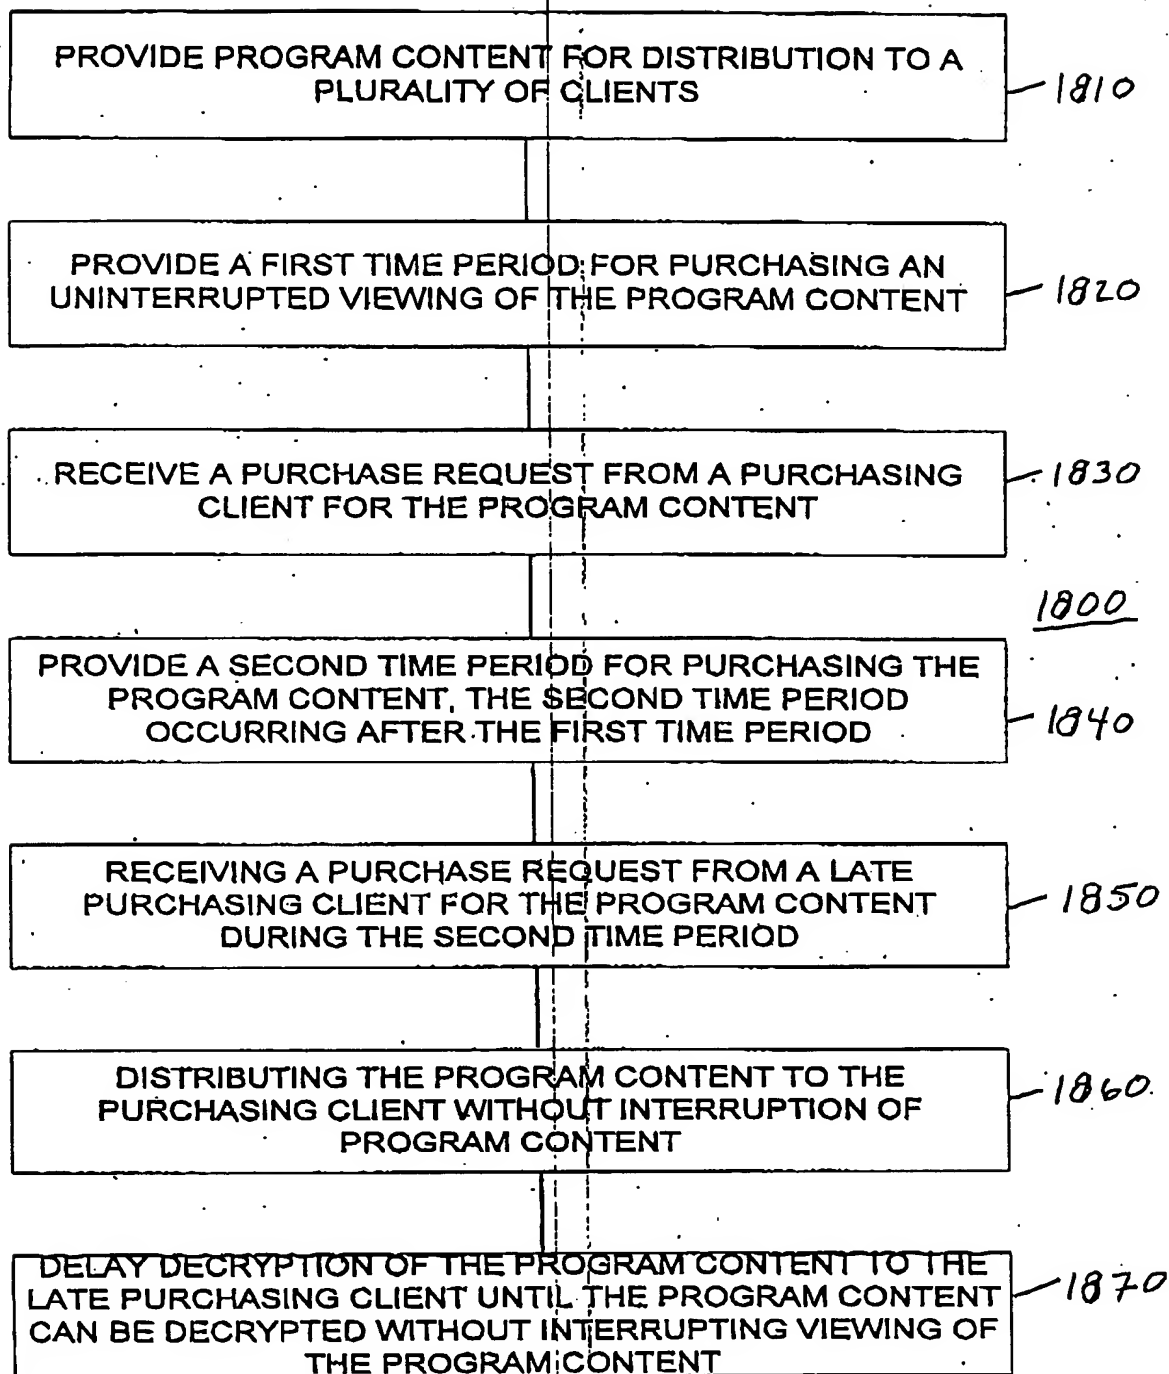 PROVIDE PROGRAM CONTENT FOR DISTRIBUTION TO A
PLURALITY OF CLIENTS
1810
PROVIDE A FIRST TIME PERIOD FOR PURCHASING AN
UNINTERRUPTED VIEWING OF THE PROGRAM CONTENT
1820
RECEIVE A PURCHASE REQUEST FROM A PURCHASING
CLIENT FOR THE PROGRAM CONTENT
1830
1800
PROVIDE A SECOND TIME PERIOD FOR PURCHASING THE
PROGRAM CONTENT, THE SECOND TIME PERIOD
OCCURRING AFTER THE FIRST TIME PERIOD
1840
RECEIVING A PURCHASE REQUEST FROM A LATE
PURCHASING CLIENT FOR THE PROGRAM CONTENT
DURING THE SECOND TIME PERIOD
1850
DISTRIBUTING THE PROGRAM CONTENT TO THE
PURCHASING CLIENT WITHOUT INTERRUPTION OF
PROGRAM CONTENT
1860
DELAY DECRYPTION OF THE PROGRAM CONTENT TO THE
LATE PURCHASING CLIENT UNTIL THE PROGRAM CONTENT
CAN BE DECRYPTED WITHOUT INTERRUPTING VIEWING OF
THE PROGRAM CONTENT
1870